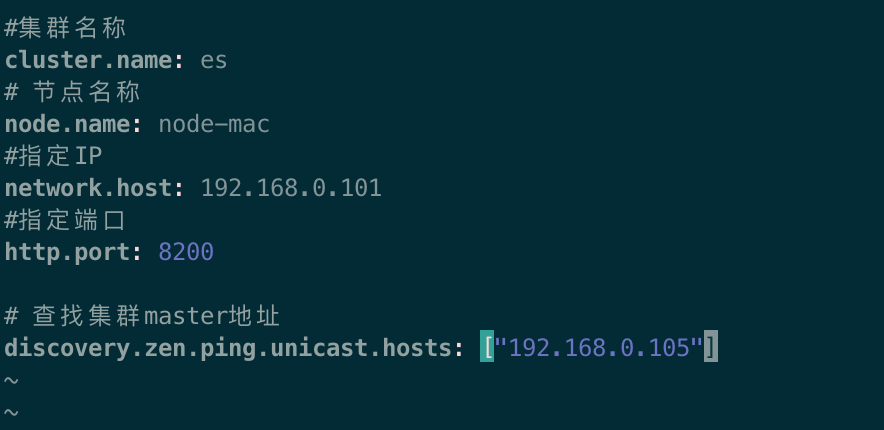 #集群名称
cluster.name: es
# 节点名称
node.name: node-mac
#指定IP
network.host: 192.168.0.101
#指定端口
http.port: 8200
# 查找集群master地址
discovery.zen.ping.unicast.hosts: ["192.168.0.105"]
~
~